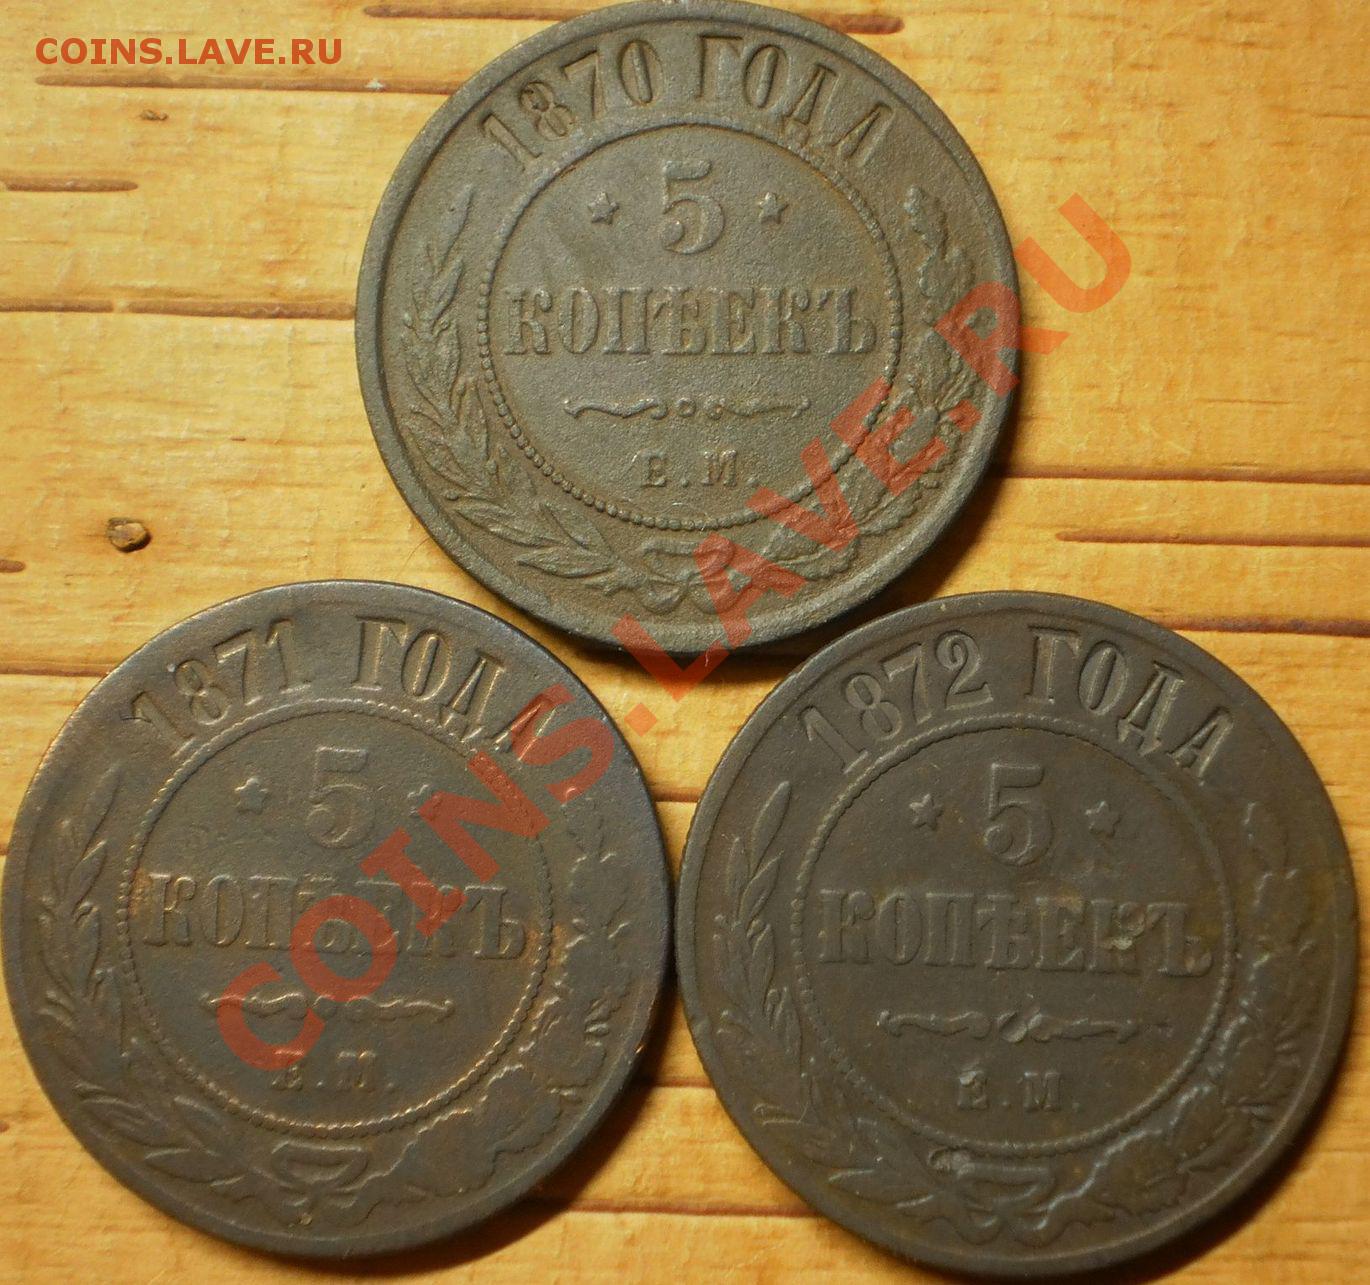 COINS.LAVE.RU
1870 ГОДА
5
КОПѢЕКЪ
Е.М.
1871 ГОДА
5
КОПѢЕКЪ
Е.М.
1872 ГОДА
5
КОПѢЕКЪ
Е.М.
COINS.LAVE.RU